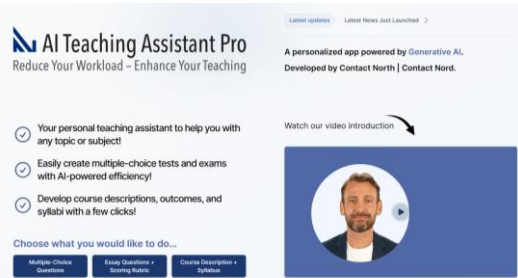 AI Teaching Assistant Pro
Reduce Your Workload – Enhance Your Teaching
Your personal teaching assistant to help you with
any topic or subject!
Easily create multiple-choice tests and exams
with AI-powered efficiency!
Develop course descriptions, outcomes, and
syllabi with a few clicks!
Choose what you would like to do...
Multiple-Choice
Questions
Essay Questions +
Scoring Rubric
Course Description +
Syllabus
Latest updates
Latest News Just Launched
A personalized app powered by Generative AI.
Developed by Contact North | Contact Nord.
Watch our video introduction